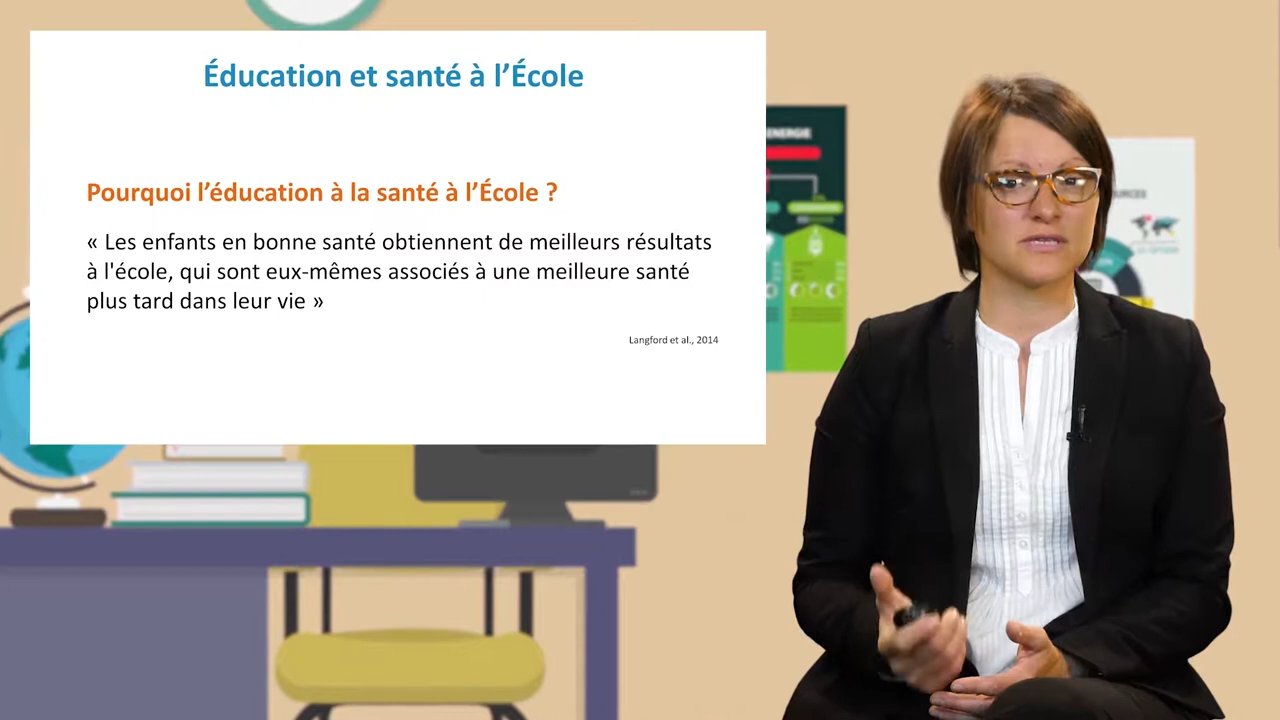 Éducation et santé à l’École
Pourquoi l’éducation à la santé à l’École ?
« Les enfants en bonne santé obtiennent de meilleurs résultats
à l'école, qui sont eux-mêmes associés à une meilleure santé
plus tard dans leur vie »
Langford et al., 2014
ENERGIE